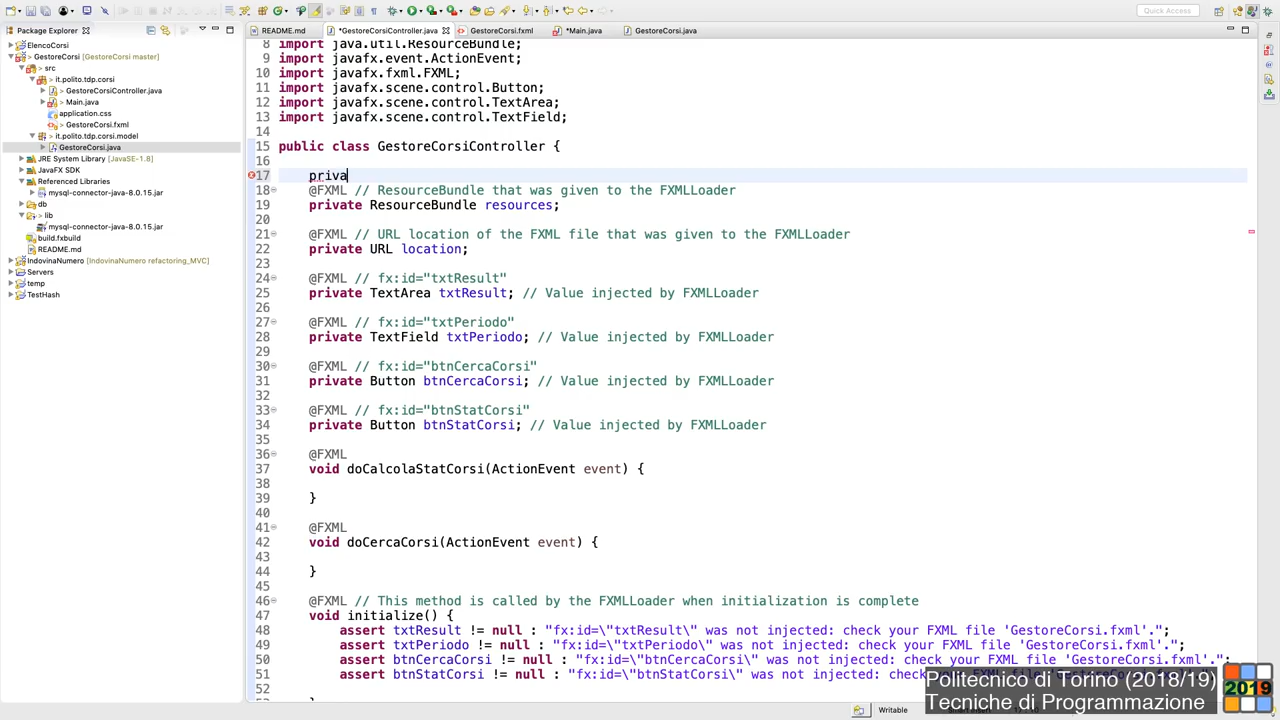 Quick Access
Package Explorer
README.md
*GestoreCorsiController.java
GestoreCorsi.fxml
*Main.java
GestoreCorsi.java
ElencoCorsi
> GestoreCorsi [GestoreCorsi master]
> src
> it.polito.tdp.corsi
> GestoreCorsiController.java
> Main.java
application.css
> GestoreCorsi.fxml
> it.polito.tdp.corsi.model
GestoreCorsi.java
JRE System Library [JavaSE-1.8]
JavaFX SDK
Referenced Libraries
> mysql-connector-java-8.0.15.jar
db
> lib
mysql-connector-java-8.0.15.jar
build.fxbuild
README.md
IndovinaNumero [IndovinaNumero refactoring_MVC]
Servers
temp
TestHash
8 import java.util.ResourceBundle;
9 import javafx.event.ActionEvent;
10 import javafx.fxml.FXML;
11 import javafx.scene.control.Button;
12 import javafx.scene.control.TextArea;
13 import javafx.scene.control.TextField;
14
15 public class GestoreCorsiController {
16
17 priva
18 @FXML // ResourceBundle that was given to the FXMLLoader
19 private ResourceBundle resources;
20
21 @FXML // URL location of the FXML file that was given to the FXMLLoader
22 private URL location;
23
24 @FXML // fx:id="txtResult"
25 private TextArea txtResult; // Value injected by FXMLLoader
26
27 @FXML // fx:id="txtPeriodo"
28 private TextField txtPeriodo; // Value injected by FXMLLoader
29
30 @FXML // fx:id="btnCercaCorsi"
31 private Button btnCercaCorsi; // Value injected by FXMLLoader
32
33 @FXML // fx:id="btnStatCorsi"
34 private Button btnStatCorsi; // Value injected by FXMLLoader
35
36 @FXML
37 void doCalcolaStatCorsi(ActionEvent event) {
38
39 }
40
41 @FXML
42 void doCercaCorsi(ActionEvent event) {
43
44 }
45
46 @FXML // This method is called by the FXMLLoader when initialization is complete
47 void initialize() {
48 assert txtResult != null : "fx:id=\"txtResult\" was not injected: check your FXML file 'GestoreCorsi.fxml'.";
49 assert txtPeriodo != null : "fx:id=\"txtPeriodo\" was not injected: check your FXML file 'GestoreCorsi.fxml'.";
50 assert btnCercaCorsi != null : "fx:id=\"btnCercaCorsi\" was not injected: check your FXML file 'GestoreCorsi.fxml'.";
51 assert btnStatCorsi != null : "fx:id=\"btnStatCorsi\" was not injected: check
52
Politecnico di Torino (2018/19)
Tecniche di Programmazione
2019
Writable